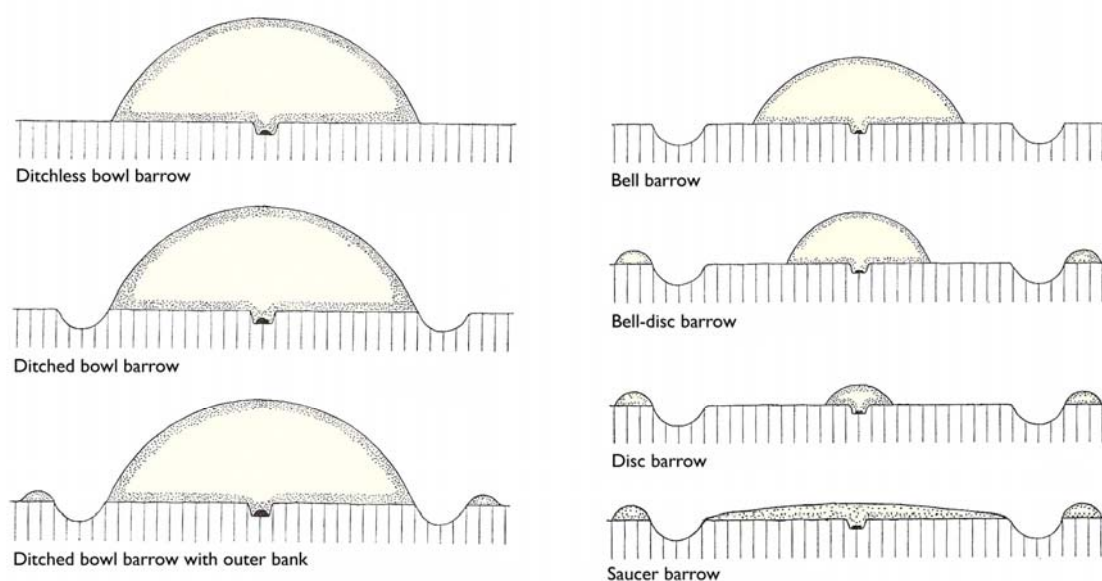 Ditchless bowl barrow
Ditched bowl barrow
Ditched bowl barrow with outer bank
Bell barrow
Bell-disc barrow
Disc barrow
Saucer barrow